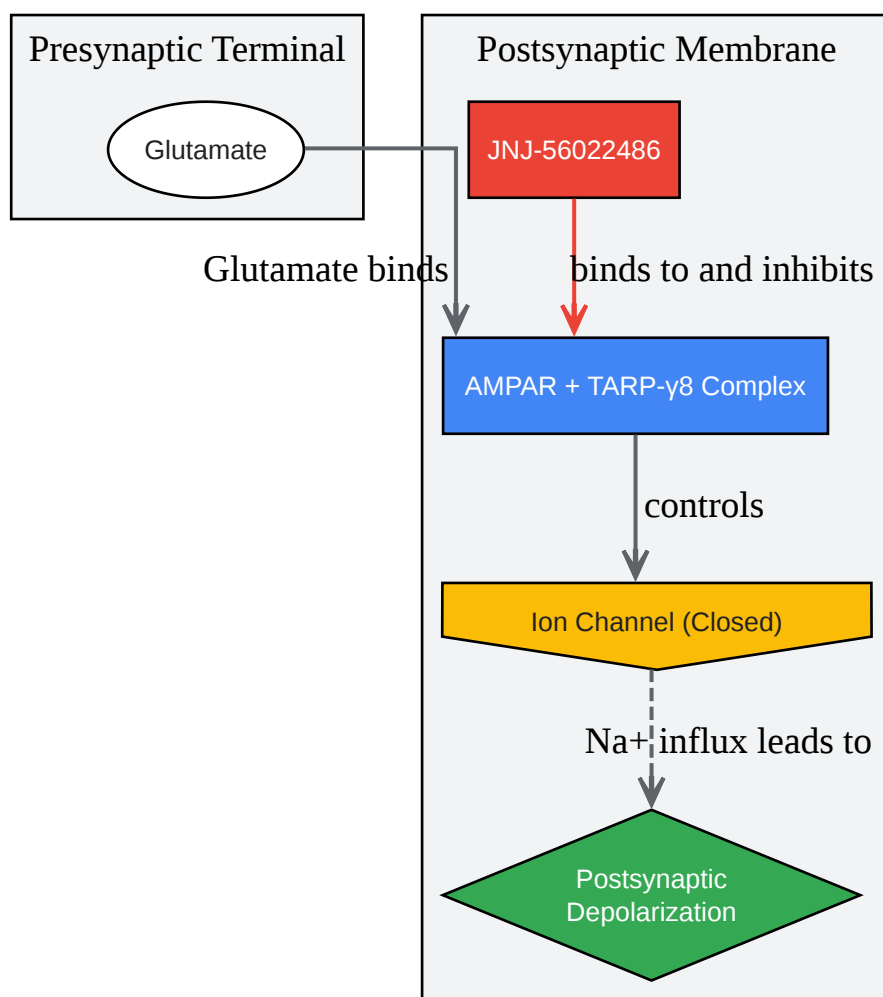 Presynaptic Terminal
Postsynaptic Membrane
Glutamate
JNJ-56022486
Glutamate binds
binds to and inhibits
AMPAR + TARP-γ8 Complex
controls
Ion Channel (Closed)
Na+ influx leads to
Postsynaptic
Depolarization